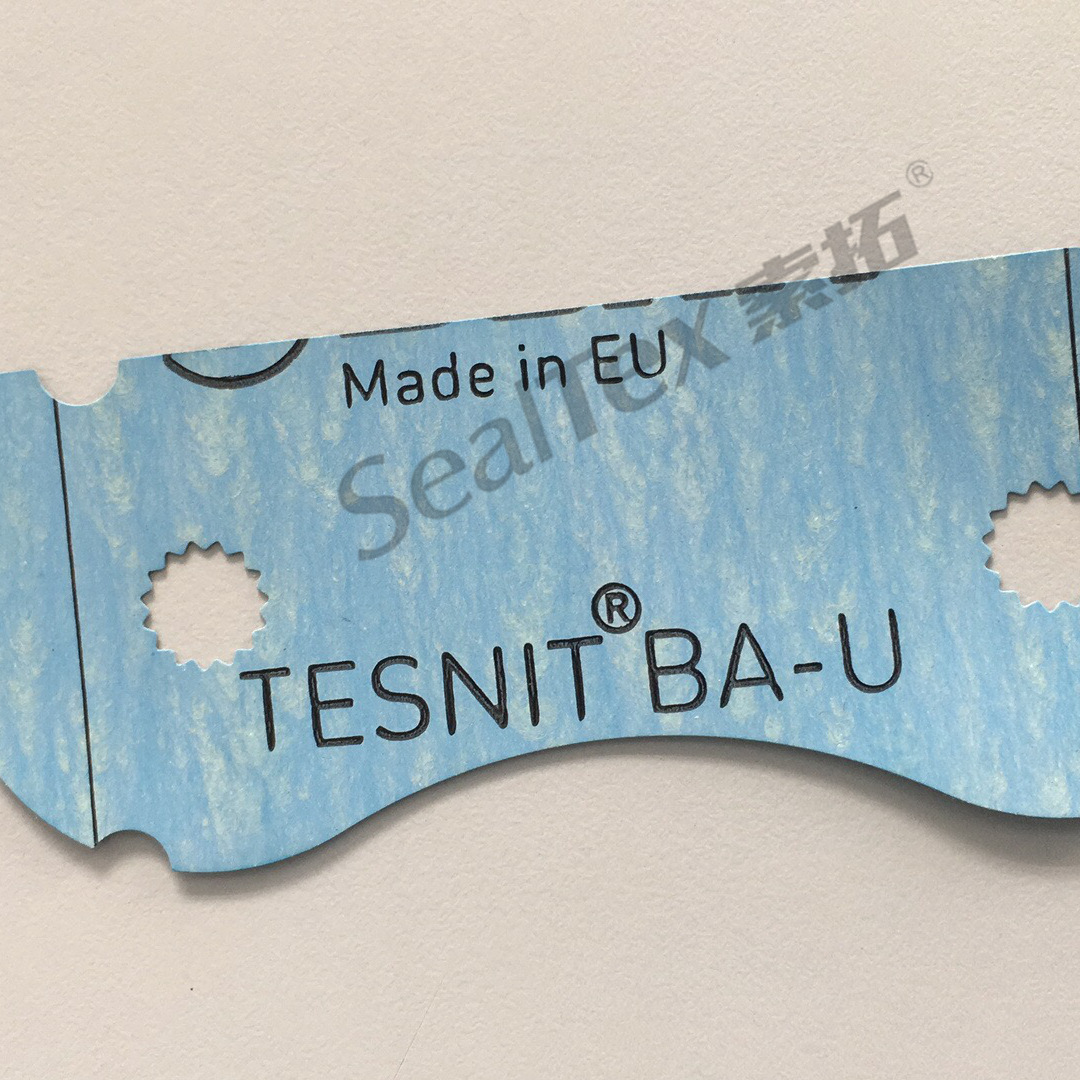 Made in EU
SealTex 索拓®
TESNIT® BA-U